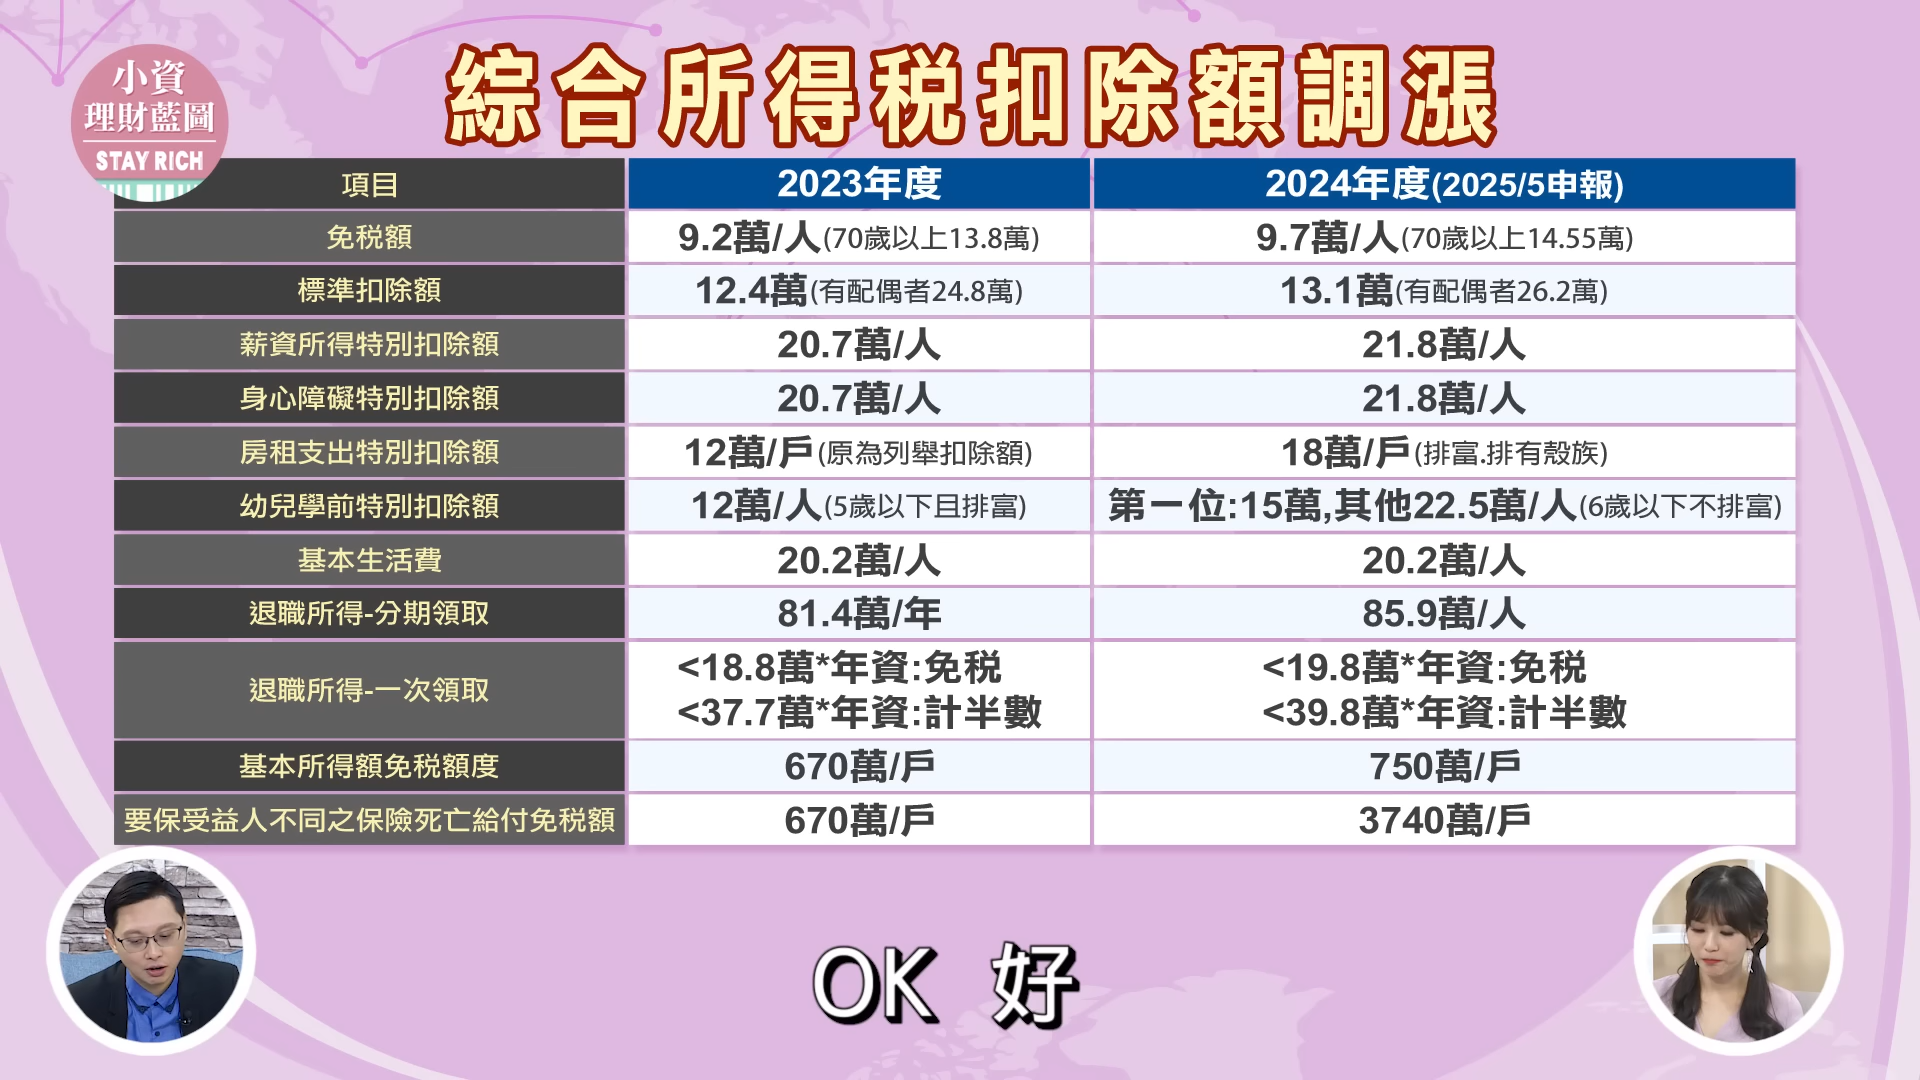 綜合所得稅扣除額調漲
小資
理財藍圖
STAY RICH
項目 2023年度 2024年度(2025/5申報)
免稅額 9.2萬/人(70歲以上13.8萬) 9.7萬/人(70歲以上14.55萬)
標準扣除額 12.4萬(有配偶者24.8萬) 13.1萬(有配偶者26.2萬)
薪資所得特別扣除額 20.7萬/人 21.8萬/人
身心障礙特別扣除額 20.7萬/人 21.8萬/人
房租支出特別扣除額 12萬/戶(原為列舉扣除額) 18萬/戶(排富.排有殼族)
幼兒學前特別扣除額 12萬/人(5歲以下且排富) 第一位:15萬,其他22.5萬/人(6歲以下不排富)
基本生活費 20.2萬/人 20.2萬/人
退職所得-分期領取 81.4萬/年 85.9萬/人
退職所得-一次領取 <18.8萬*年資:免稅 <19.8萬*年資:免稅
<37.7萬*年資:計半數 <39.8萬*年資:計半數
基本所得額免稅額度 670萬/戶 750萬/戶
要保受益人不同之保險死亡給付免稅額 670萬/戶 3740萬/戶
OK 好